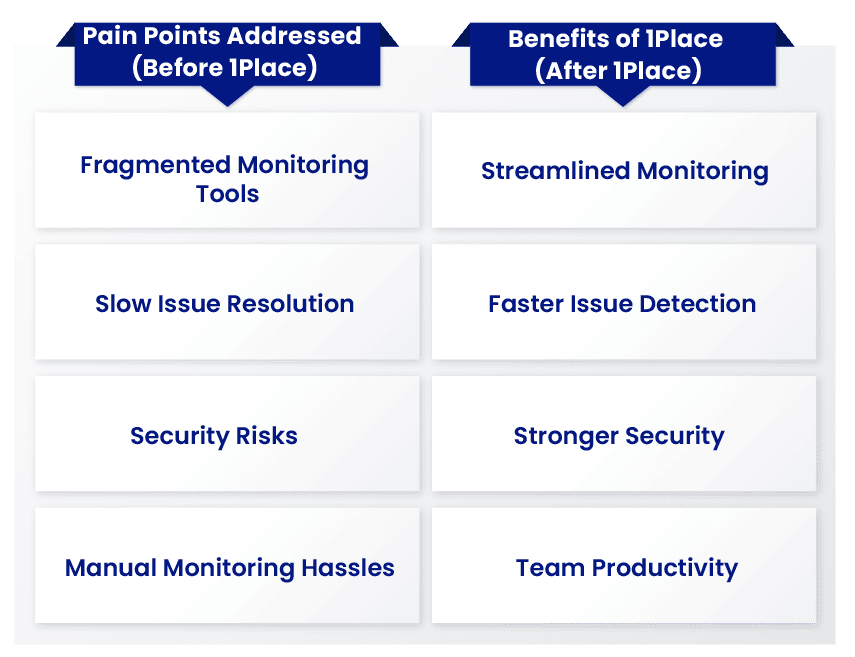 Pain Points Addressed
(Before 1Place)
Benefits of 1Place
(After 1Place)
Fragmented Monitoring
Tools
Streamlined Monitoring
Slow Issue Resolution
Faster Issue Detection
Security Risks
Stronger Security
Manual Monitoring Hassles
Team Productivity